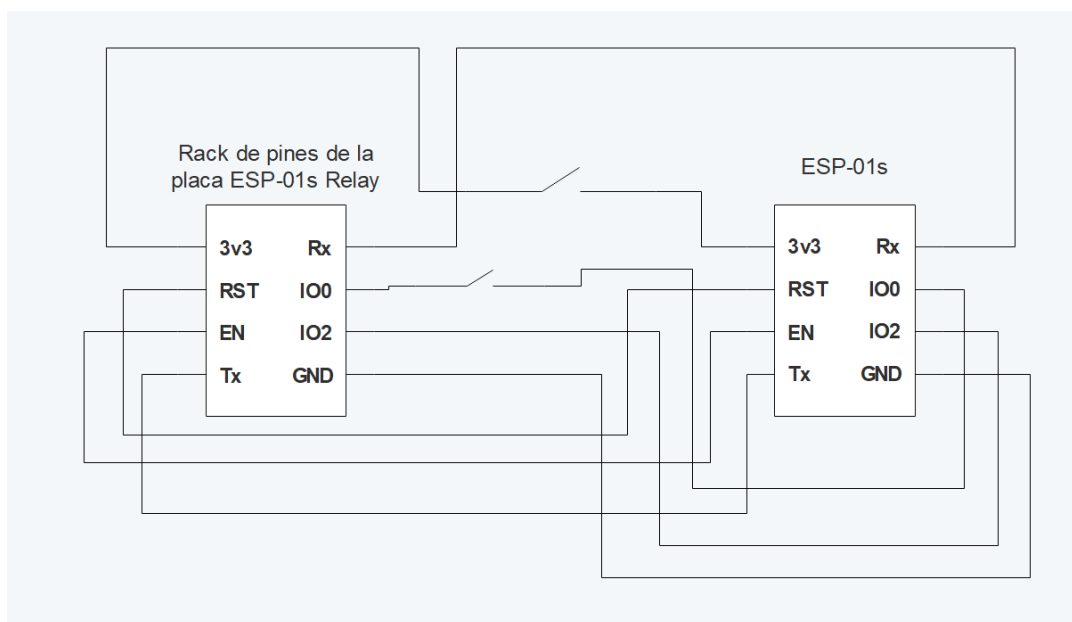 Rack de pines de la
placa ESP-01s Relay
ESP-01s
3v3 Rx
RST IO0
EN IO2
Tx GND
3v3 Rx
RST IO0
EN IO2
Tx GND